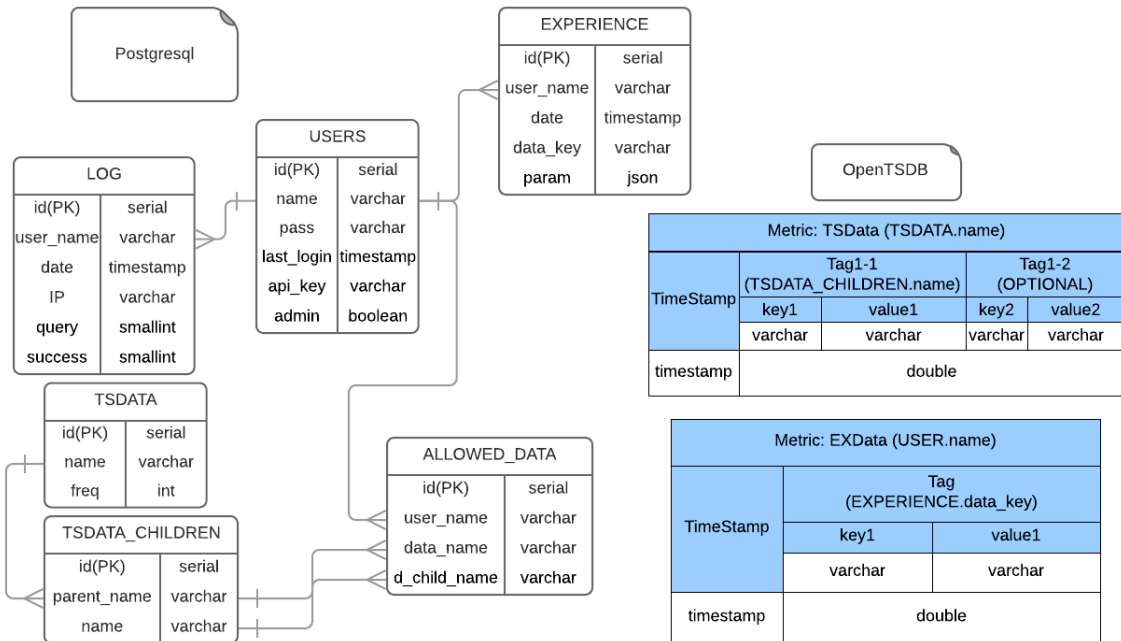 Postgresql
EXPERIENCE
id(PK) serial
user_name varchar
date timestamp
data_key varchar
param json
USERS
id(PK) serial
name varchar
pass varchar
last_login timestamp
api_key varchar
admin boolean
LOG
id(PK) serial
user_name varchar
date timestamp
IP varchar
query smallint
success smallint
TSDATA
id(PK) serial
name varchar
freq int
TSDATA_CHILDREN
id(PK) serial
parent_name varchar
name varchar
ALLOWED_DATA
id(PK) serial
user_name varchar
data_name varchar
d_child_name varchar
OpenTSDB
Metric: TSData (TSDATA.name)
TimeStamp
Tag1-1
(TSDATA_CHILDREN.name)
Tag1-2
(OPTIONAL)
key1 value1 key2 value2
varchar varchar varchar varchar
timestamp double
Metric: EXData (USER.name)
TimeStamp
Tag
(EXPERIENCE.data_key)
key1 value1
varchar varchar
timestamp double